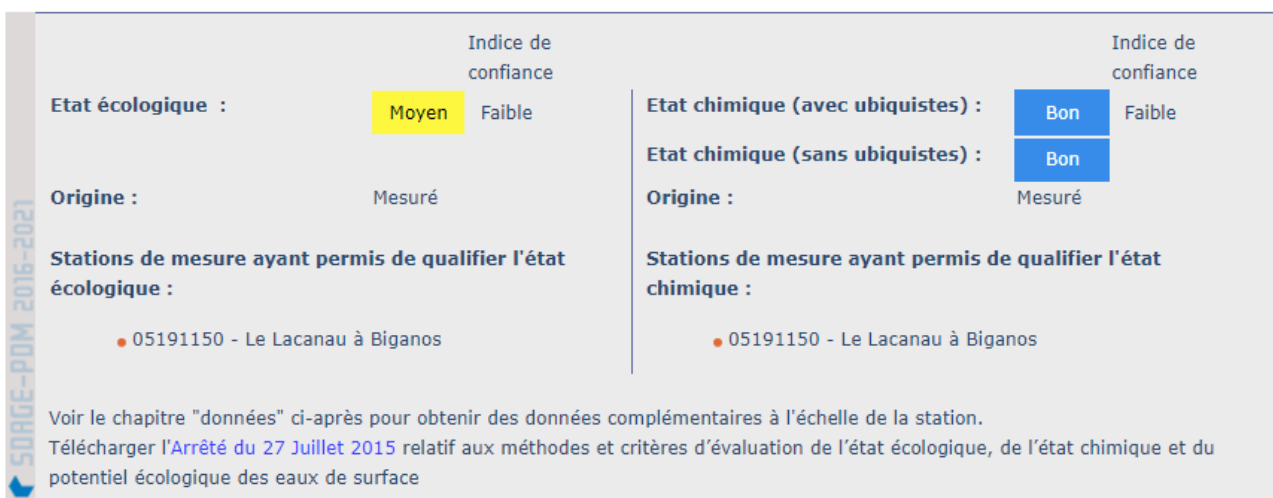 Indice de
confiance
Etat écologique :
Moyen
Faible
Origine :
Mesuré
Stations de mesure ayant permis de qualifier l'état
écologique :
05191150 - Le Lacanau à Biganos
Indice de
confiance
Etat chimique (avec ubiquistes) :
Bon
Faible
Etat chimique (sans ubiquistes) :
Bon
Origine :
Mesuré
Stations de mesure ayant permis de qualifier l'état
chimique :
05191150 - Le Lacanau à Biganos
Voir le chapitre "données" ci-après pour obtenir des données complémentaires à l'échelle de la station.
Télécharger l'Arrêté du 27 Juillet 2015 relatif aux méthodes et critères d’évaluation de l’état écologique, de l’état chimique et du
potentiel écologique des eaux de surface
SDAGE-PDM 2016-2021